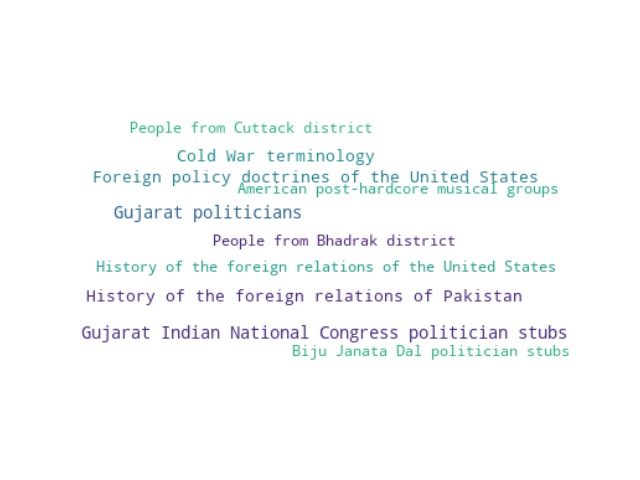 People from Cuttack district
Cold War terminology
Foreign policy doctrines of the United States
American post-hardcore musical groups
Gujarat politicians
People from Bhadrak district
History of the foreign relations of the United States
History of the foreign relations of Pakistan
Gujarat Indian National Congress politician stubs
Biju Janata Dal politician stubs